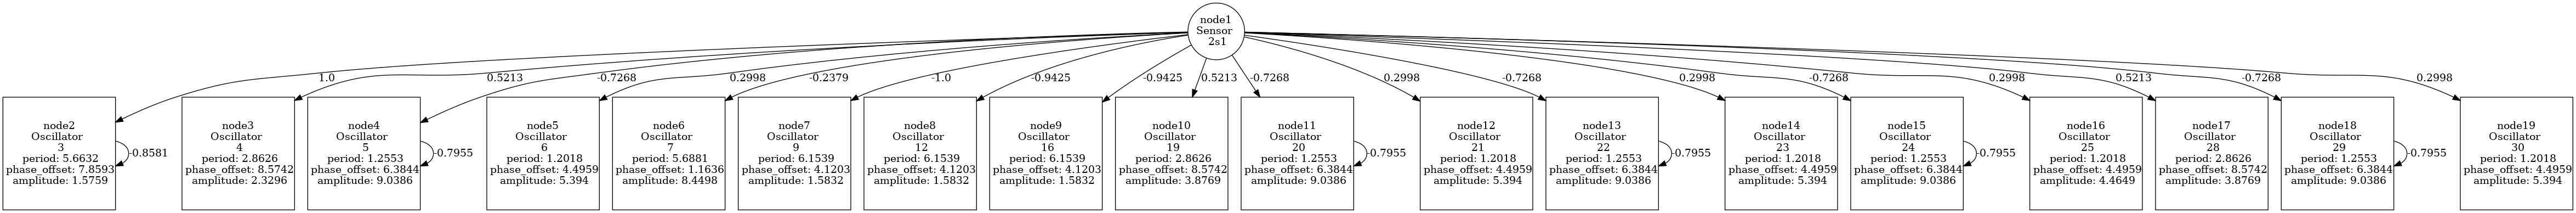 node1
Sensor
2s1
1.0
0.5213
-0.7268
0.2998
-0.2379
-1.0
-0.9425
-0.9425
0.5213
-0.7268
0.2998
-0.7268
0.2998
-0.7268
0.2998
0.5213
-0.7268
0.2998
node2
Oscillator
3
period: 5.6632
phase_offset: 7.8593
amplitude: 1.5759
-0.8581
node3
Oscillator
4
period: 2.8626
phase_offset: 8.5742
amplitude: 2.3296
node4
Oscillator
5
period: 1.2553
phase_offset: 6.3844
amplitude: 9.0386
-0.7955
node5
Oscillator
6
period: 1.2018
phase_offset: 4.4959
amplitude: 5.394
node6
Oscillator
7
period: 5.6881
phase_offset: 1.1636
amplitude: 8.4498
node7
Oscillator
9
period: 6.1539
phase_offset: 4.1203
amplitude: 1.5832
node8
Oscillator
12
period: 6.1539
phase_offset: 4.1203
amplitude: 1.5832
node9
Oscillator
16
period: 6.1539
phase_offset: 4.1203
amplitude: 1.5832
node10
Oscillator
19
period: 2.8626
phase_offset: 8.5742
amplitude: 3.8769
node11
Oscillator
20
period: 1.2553
phase_offset: 6.3844
amplitude: 9.0386
-0.7955
node12
Oscillator
21
period: 1.2018
phase_offset: 4.4959
amplitude: 5.394
node13
Oscillator
22
period: 1.2553
phase_offset: 6.3844
amplitude: 9.0386
-0.7955
node14
Oscillator
23
period: 1.2018
phase_offset: 4.4959
amplitude: 5.394
node15
Oscillator
24
period: 1.2553
phase_offset: 6.3844
amplitude: 9.0386
-0.7955
node16
Oscillator
25
period: 1.2018
phase_offset: 4.4959
amplitude: 4.4649
node17
Oscillator
28
period: 2.8626
phase_offset: 8.5742
amplitude: 3.8769
node18
Oscillator
29
period: 1.2553
phase_offset: 6.3844
amplitude: 9.0386
-0.7955
node19
Oscillator
30
period: 1.2018
phase_offset: 4.4959
amplitude: 5.394